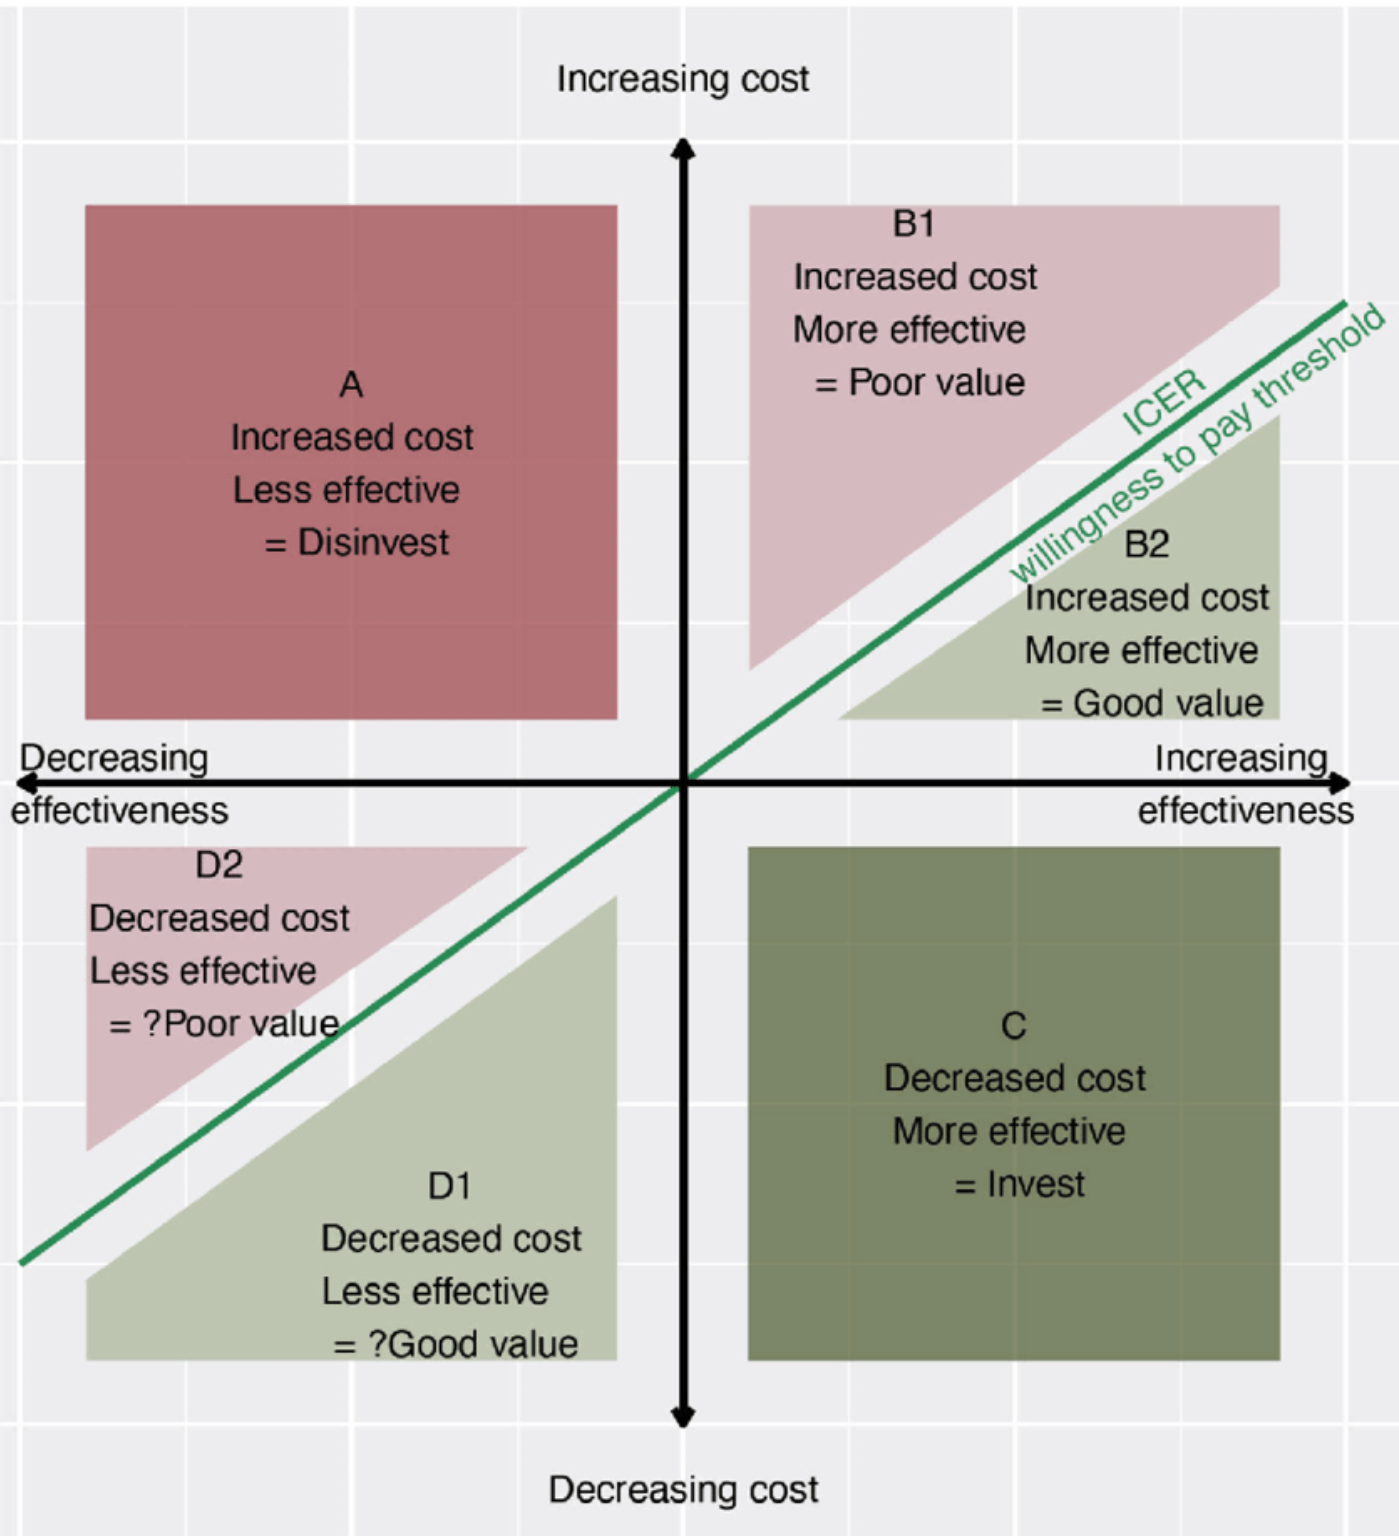 Increasing cost
B1
Increased cost
More effective
= Poor value
A
Increased cost
Less effective
= Disinvest
ICER
willingness to pay threshold
B2
Increased cost
More effective
= Good value
Decreasing
effectiveness
Increasing
effectiveness
D2
Decreased cost
Less effective
= ?Poor value
C
Decreased cost
More effective
= Invest
D1
Decreased cost
Less effective
= ?Good value
Decreasing cost